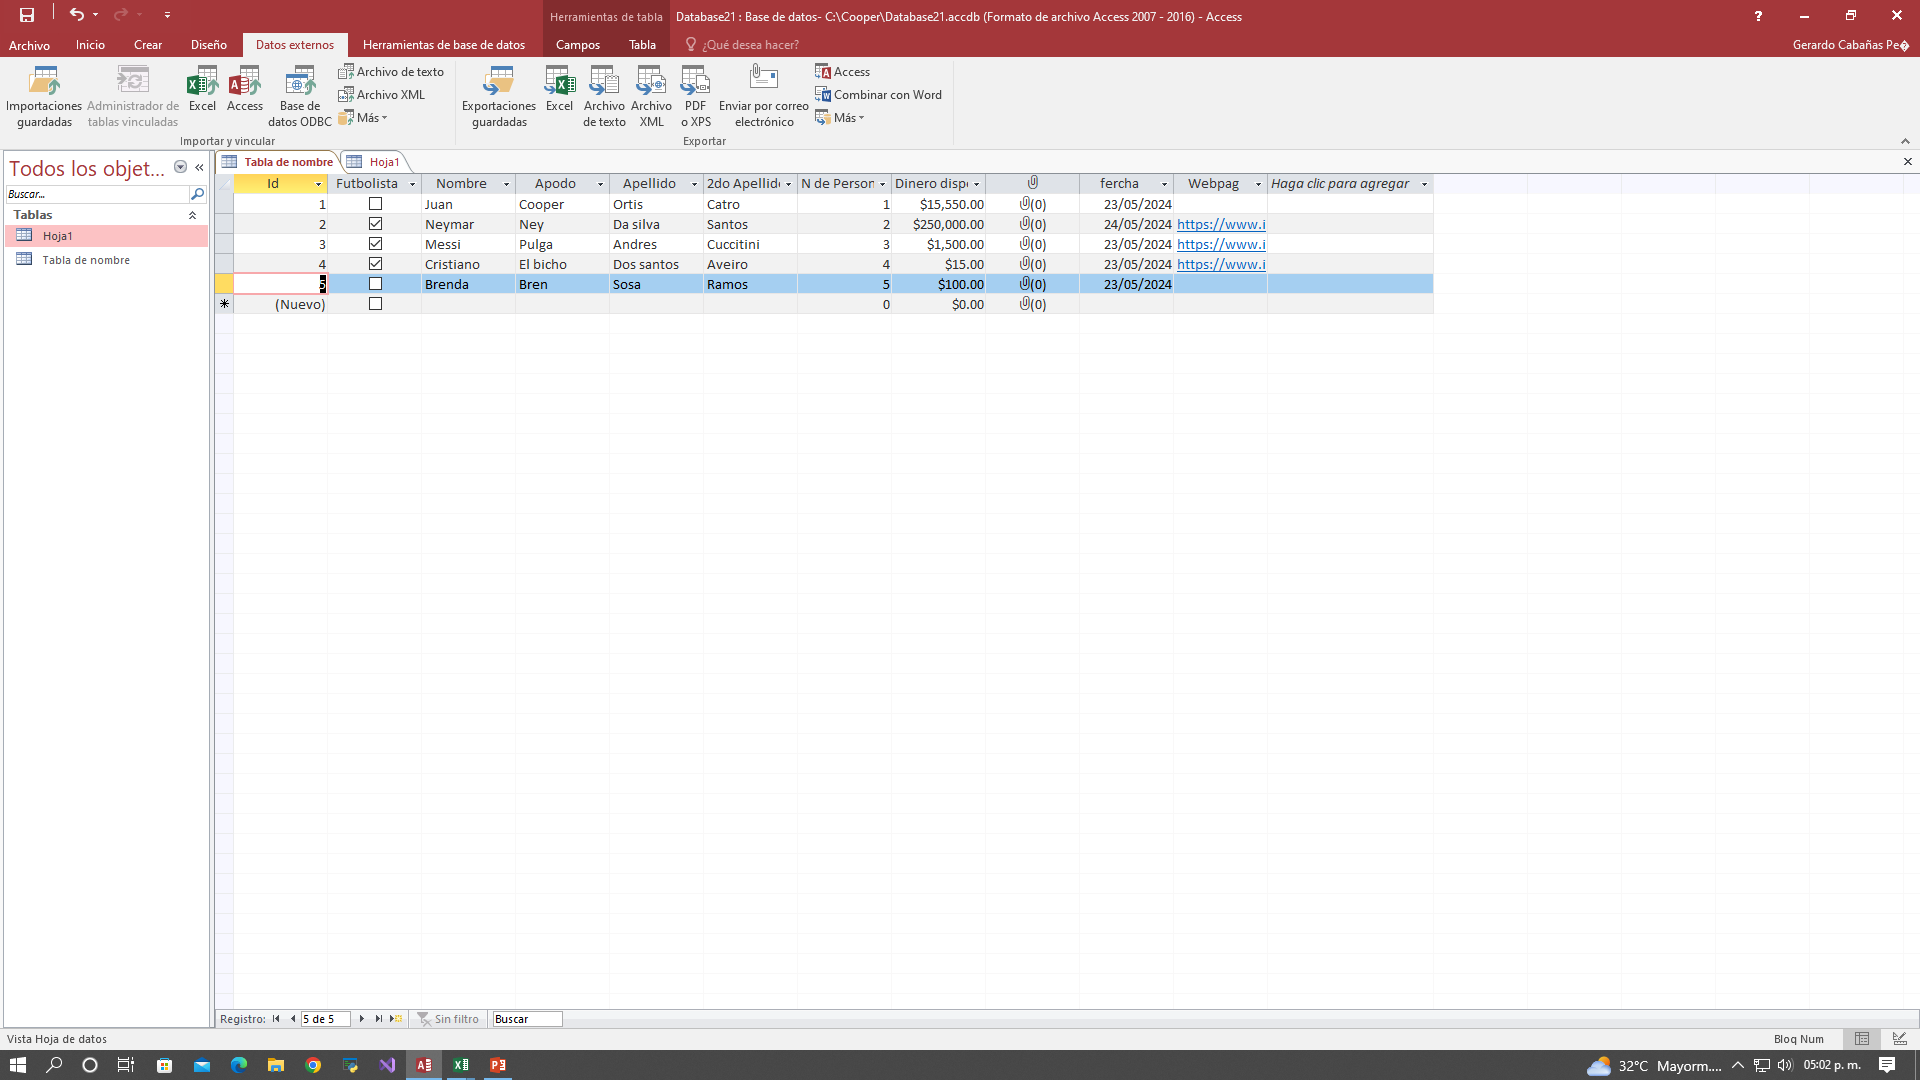 Herramientas de tabla
Database21 : Base de datos- C:\Cooper\Database21.accdb (Formato de archivo Access 2007 - 2016) - Access
?
Archivo Inicio Crear Diseño Datos externos Herramientas de base de datos Campos Tabla ¿Qué desea hacer? Gerardo Cabañas Pe�
Importaciones guardadas
Administrador de tablas vinculadas
Excel
Access
Base de datos ODBC
Archivo de texto
Archivo XML
Más
Importar y vincular
Exportaciones guardadas
Excel
Archivo de texto
Archivo XML
PDF o XPS
Enviar por correo electrónico
Access
Combinar con Word
Más
Exportar
Todos los objet... «
Buscar...
Tablas
Hoja1
Tabla de nombre
Tabla de nombre Hoja1
Id Futbolista Nombre Apodo Apellido 2do Apellid N de Person Dinero disp fercha Webpag Haga clic para agregar
1 Juan Cooper Ortis Catro 1 $15,550.00 (0) 23/05/2024
2 Neymar Ney Da silva Santos 2 $250,000.00 (0) 24/05/2024 https://www.i
3 Messi Pulga Andres Cuccitini 3 $1,500.00 (0) 23/05/2024 https://www.i
4 Cristiano El bicho Dos santos Aveiro 4 $15.00 (0) 23/05/2024 https://www.i
5 Brenda Bren Sosa Ramos 5 $100.00 (0) 23/05/2024
* (Nuevo) 0 $0.00 (0)
Registro: 5 de 5 Sin filtro Buscar
Vista Hoja de datos Bloq Num
32°C Mayorm.... 05:02 p. m.